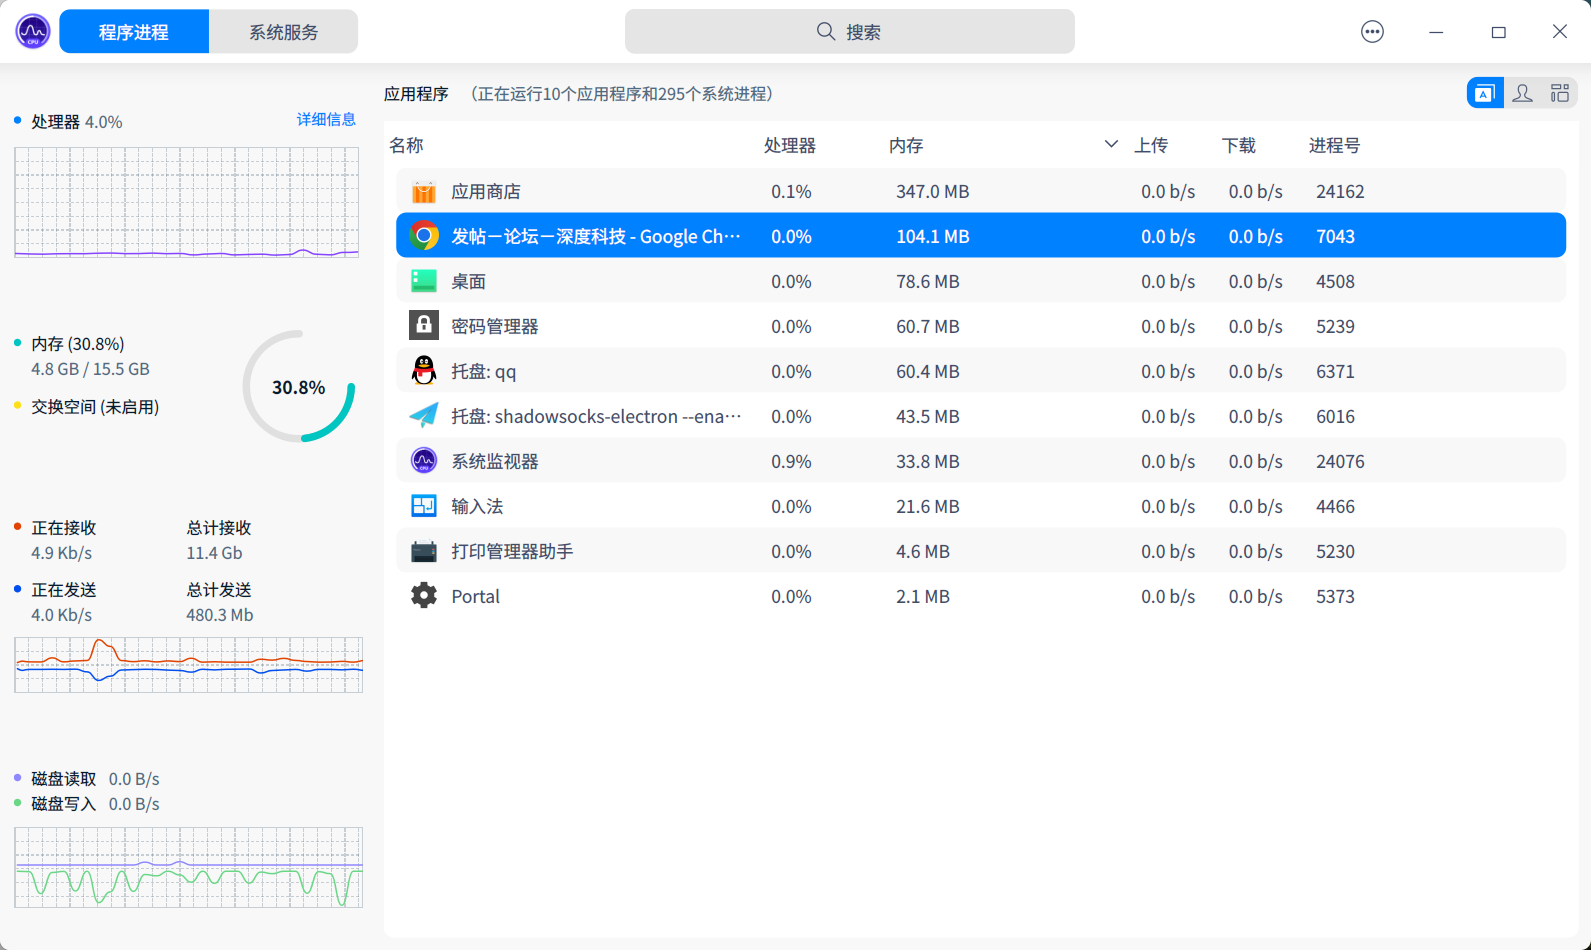 程序进程 系统服务 搜索
应用程序 (正在运行10个应用程序和295个系统进程)
处理器 4.0% 详细信息
内存 (30.8%)
4.8 GB / 15.5 GB
交换空间 (未启用)
30.8%
正在接收 总计接收
4.9 Kb/s 11.4 Gb
正在发送 总计发送
4.0 Kb/s 480.3 Mb
磁盘读取 0.0 B/s
磁盘写入 0.0 B/s
名称 处理器 内存 上传 下载 进程号
应用商店 0.1% 347.0 MB 0.0 b/s 0.0 b/s 24162
发帖－论坛－深度科技 - Google Ch··· 0.0% 104.1 MB 0.0 b/s 0.0 b/s 7043
桌面 0.0% 78.6 MB 0.0 b/s 0.0 b/s 4508
密码管理器 0.0% 60.7 MB 0.0 b/s 0.0 b/s 5239
托盘: qq 0.0% 60.4 MB 0.0 b/s 0.0 b/s 6371
托盘: shadowsocks-electron --ena··· 0.0% 43.5 MB 0.0 b/s 0.0 b/s 6016
系统监视器 0.9% 33.8 MB 0.0 b/s 0.0 b/s 24076
输入法 0.0% 21.6 MB 0.0 b/s 0.0 b/s 4466
打印管理器助手 0.0% 4.6 MB 0.0 b/s 0.0 b/s 5230
Portal 0.0% 2.1 MB 0.0 b/s 0.0 b/s 5373